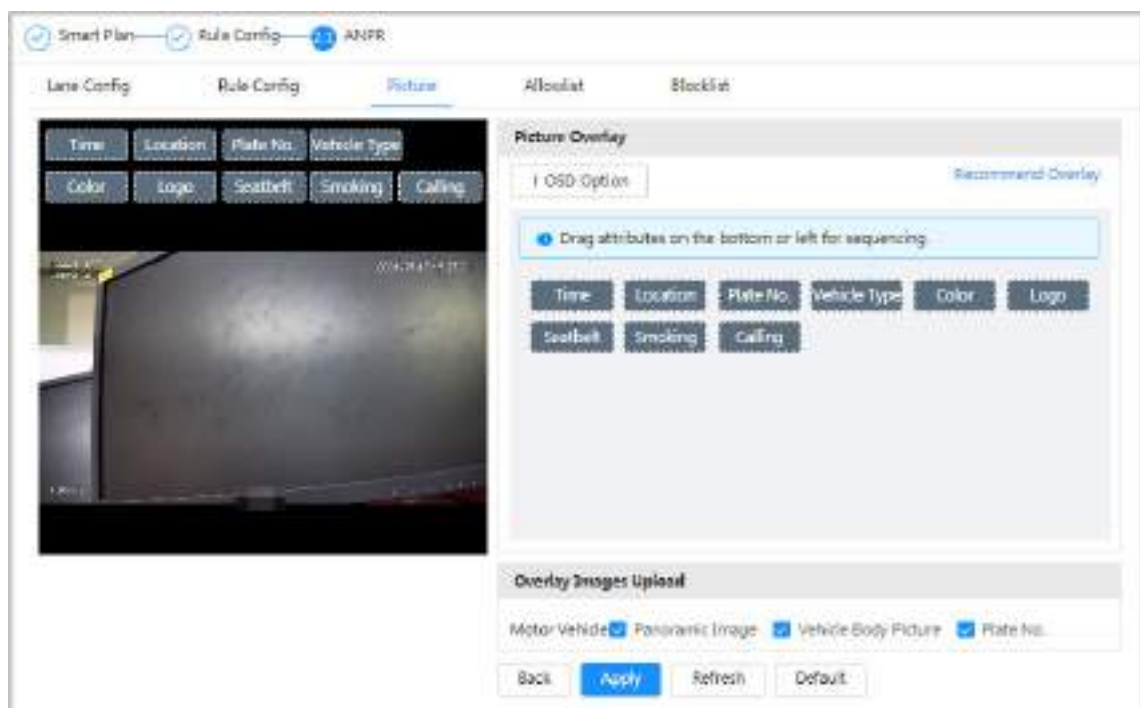 Smart Plan Rule Config ANPR
Lane Config Rule Config Picture Allowlist Blocklist
Time Location Plate No. Vehicle Type
Color Logo Seatbelt Smoking Calling
Picture Overlay
OSD Option Recommend Overlay
Drag attributes on the bottom or left for sequencing.
Time Location Plate No. Vehicle Type Color Logo
Seatbelt Smoking Calling
Overlay Images Upload
Motor Vehicle Panoramic Image Vehicle Body Picture Plate No.
Back Apply Refresh Default